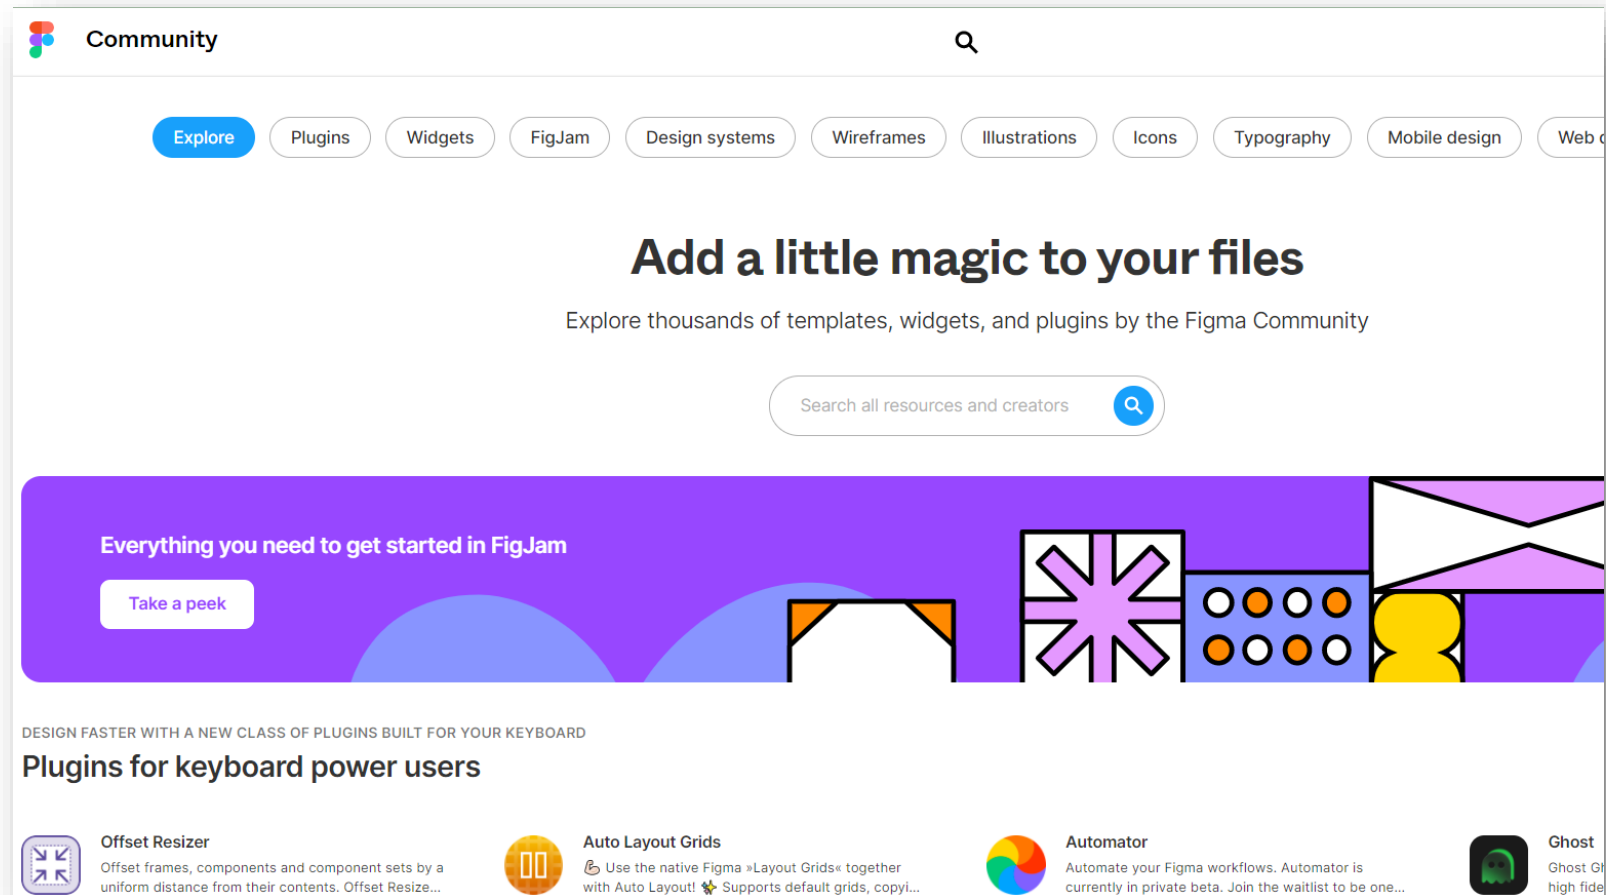 Community
Explore Plugins Widgets FigJam Design systems Wireframes Illustrations Icons Typography Mobile design Web
Add a little magic to your files
Explore thousands of templates, widgets, and plugins by the Figma Community
Search all resources and creators
Everything you need to get started in FigJam
Take a peek
DESIGN FASTER WITH A NEW CLASS OF PLUGINS BUILT FOR YOUR KEYBOARD
Plugins for keyboard power users
Offset Resizer
Offset frames, components and component sets by a
uniform distance from their contents. Offset Resize...
Auto Layout Grids
💪 Use the native Figma »Layout Grids« together
with Auto Layout! ✨ Supports default grids, copyi...
Automator
Automate your Figma workflows. Automator is
currently in private beta. Join the waitlist to be one...
Ghost
Ghost
high